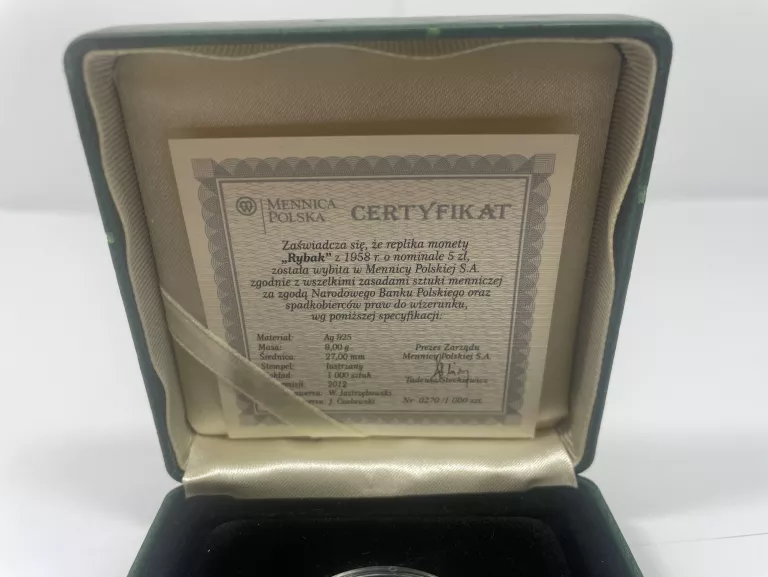 MENNICA
POLSKA
CERTYFIKAT
Zaświadcza się, że replika monety
„Rybak” z 1958 r. o nominale 5 zł,
została wybita w Mennicy Polskiej S.A.
zgodnie z wszelkimi zasadami sztuki menniczej
za zgodą Narodowego Banku Polskiego oraz
spadkobierców praw do wizerunku,
wg poniższej specyfikacji.
Materiał: Ag 925
Masa: 9,00 g
Średnica: 27,00 mm
Stempel: lustrzany
1 000 sztuk
2012
W. Jastrzębowski
J.
Prezes Zarządu
Mennicy Polskiej S.A.
Tadeusz Steckiewicz
Nr 0270/1 000 szt.